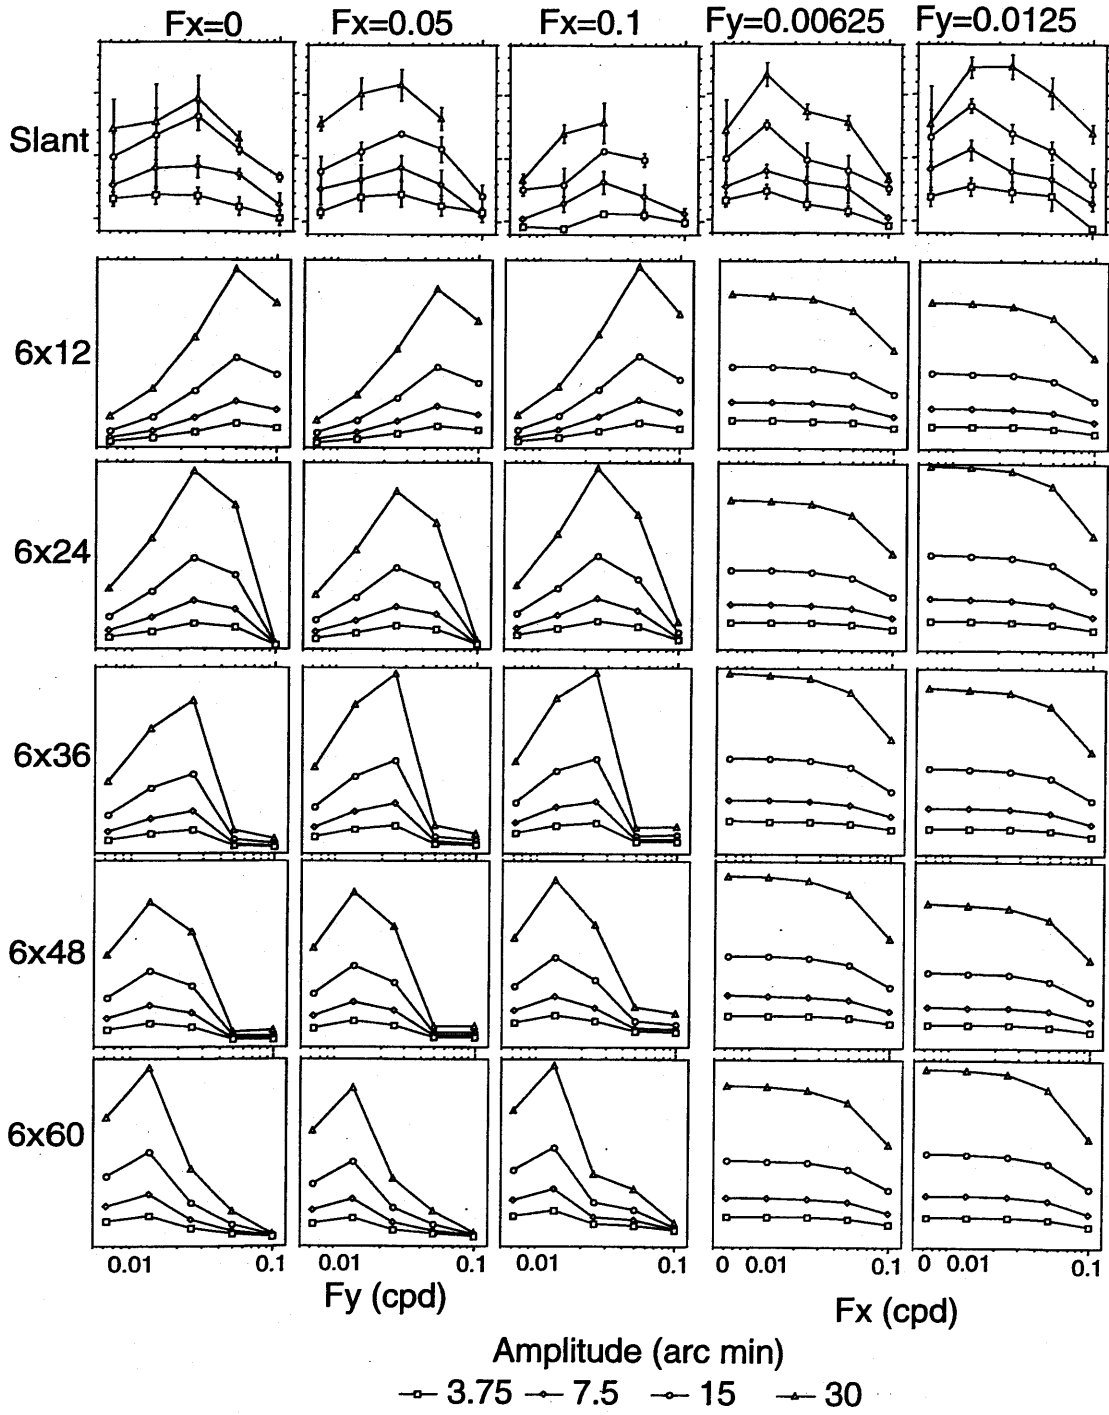 Fx=0 Fx=0.05 Fx=0.1 Fy=0.00625 Fy=0.0125
Slant
6x12
6x24
6x36
6x48
6x60
0.01 0.1 0.01 0.1 0.01 0.1 0 0.01 0.1 0 0.01 0.1
Fy (cpd) Fx (cpd)
Amplitude (arc min)
3.75 7.5 15 30